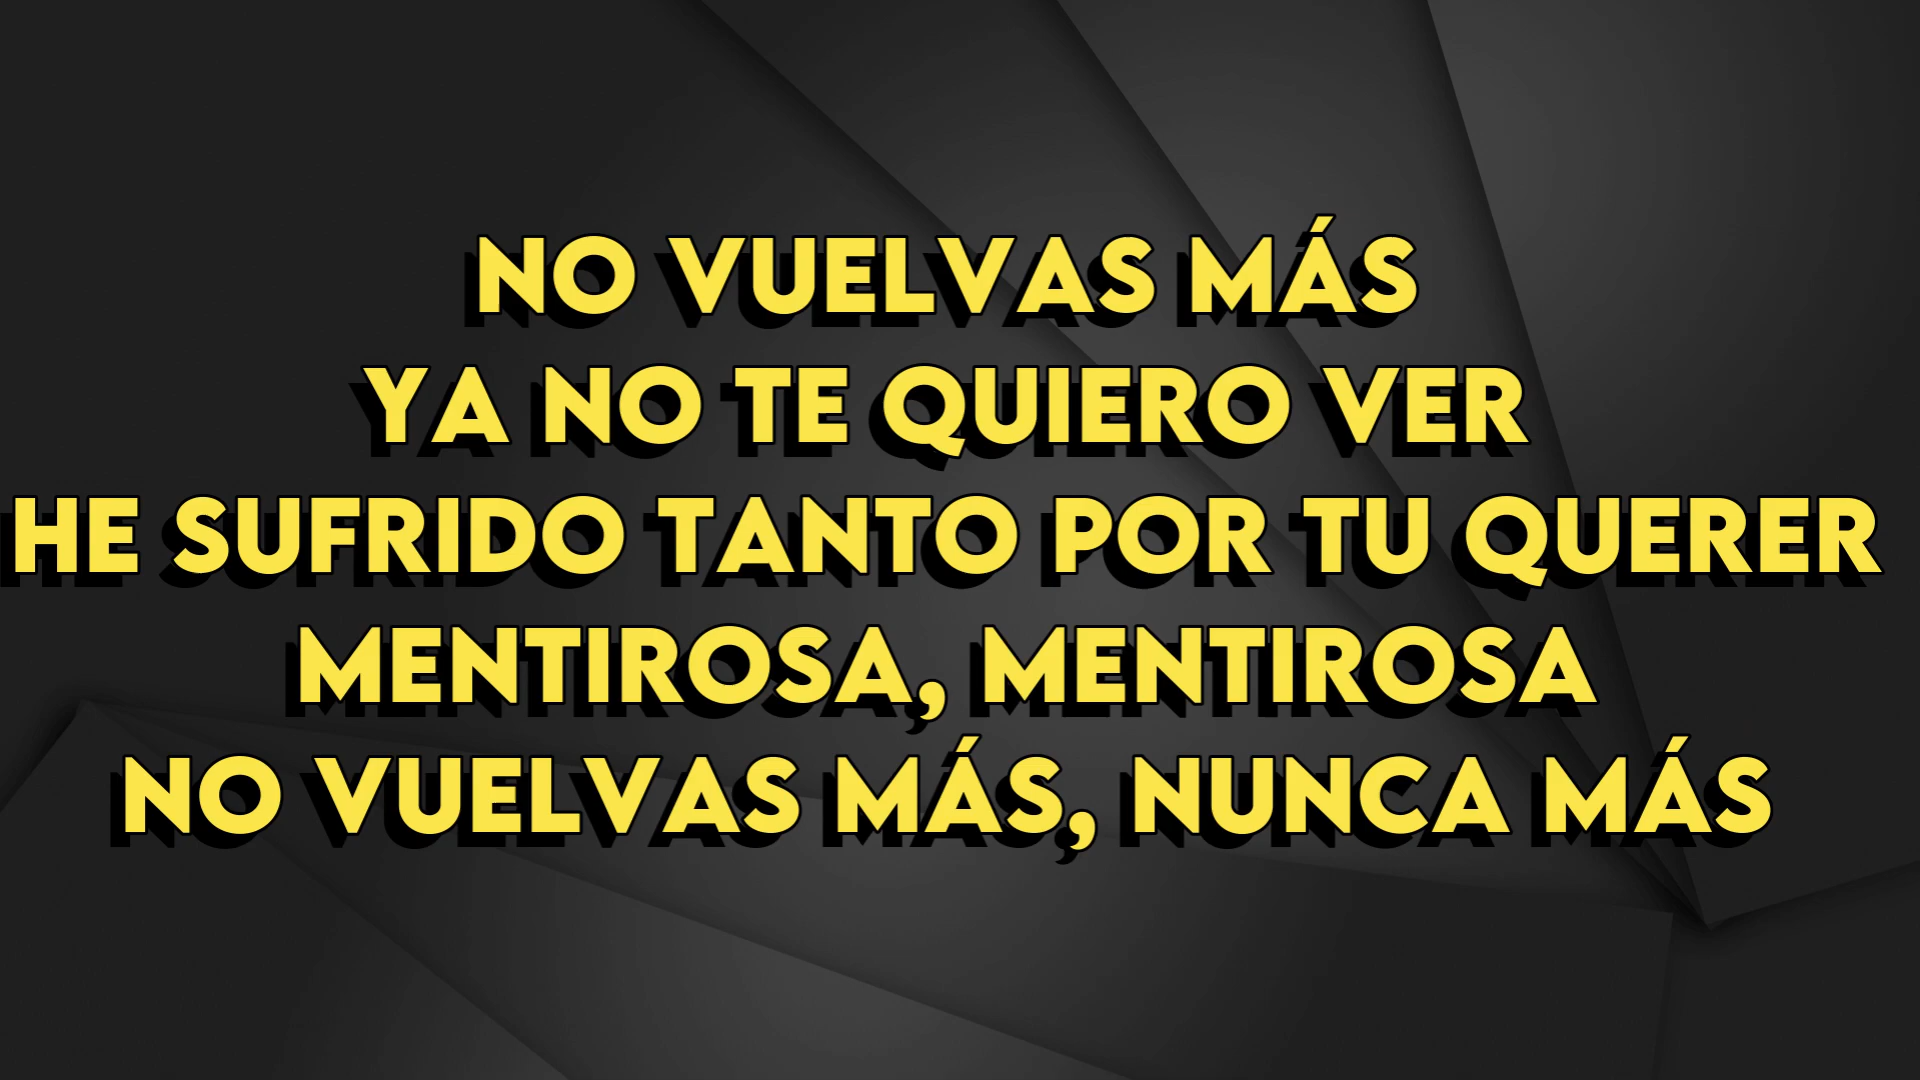 NO VUELVAS MÁS
YA NO TE QUIERO VER
HE SUFRIDO TANTO POR TU QUERER
MENTIROSA, MENTIROSA
NO VUELVAS MÁS, NUNCA MÁS